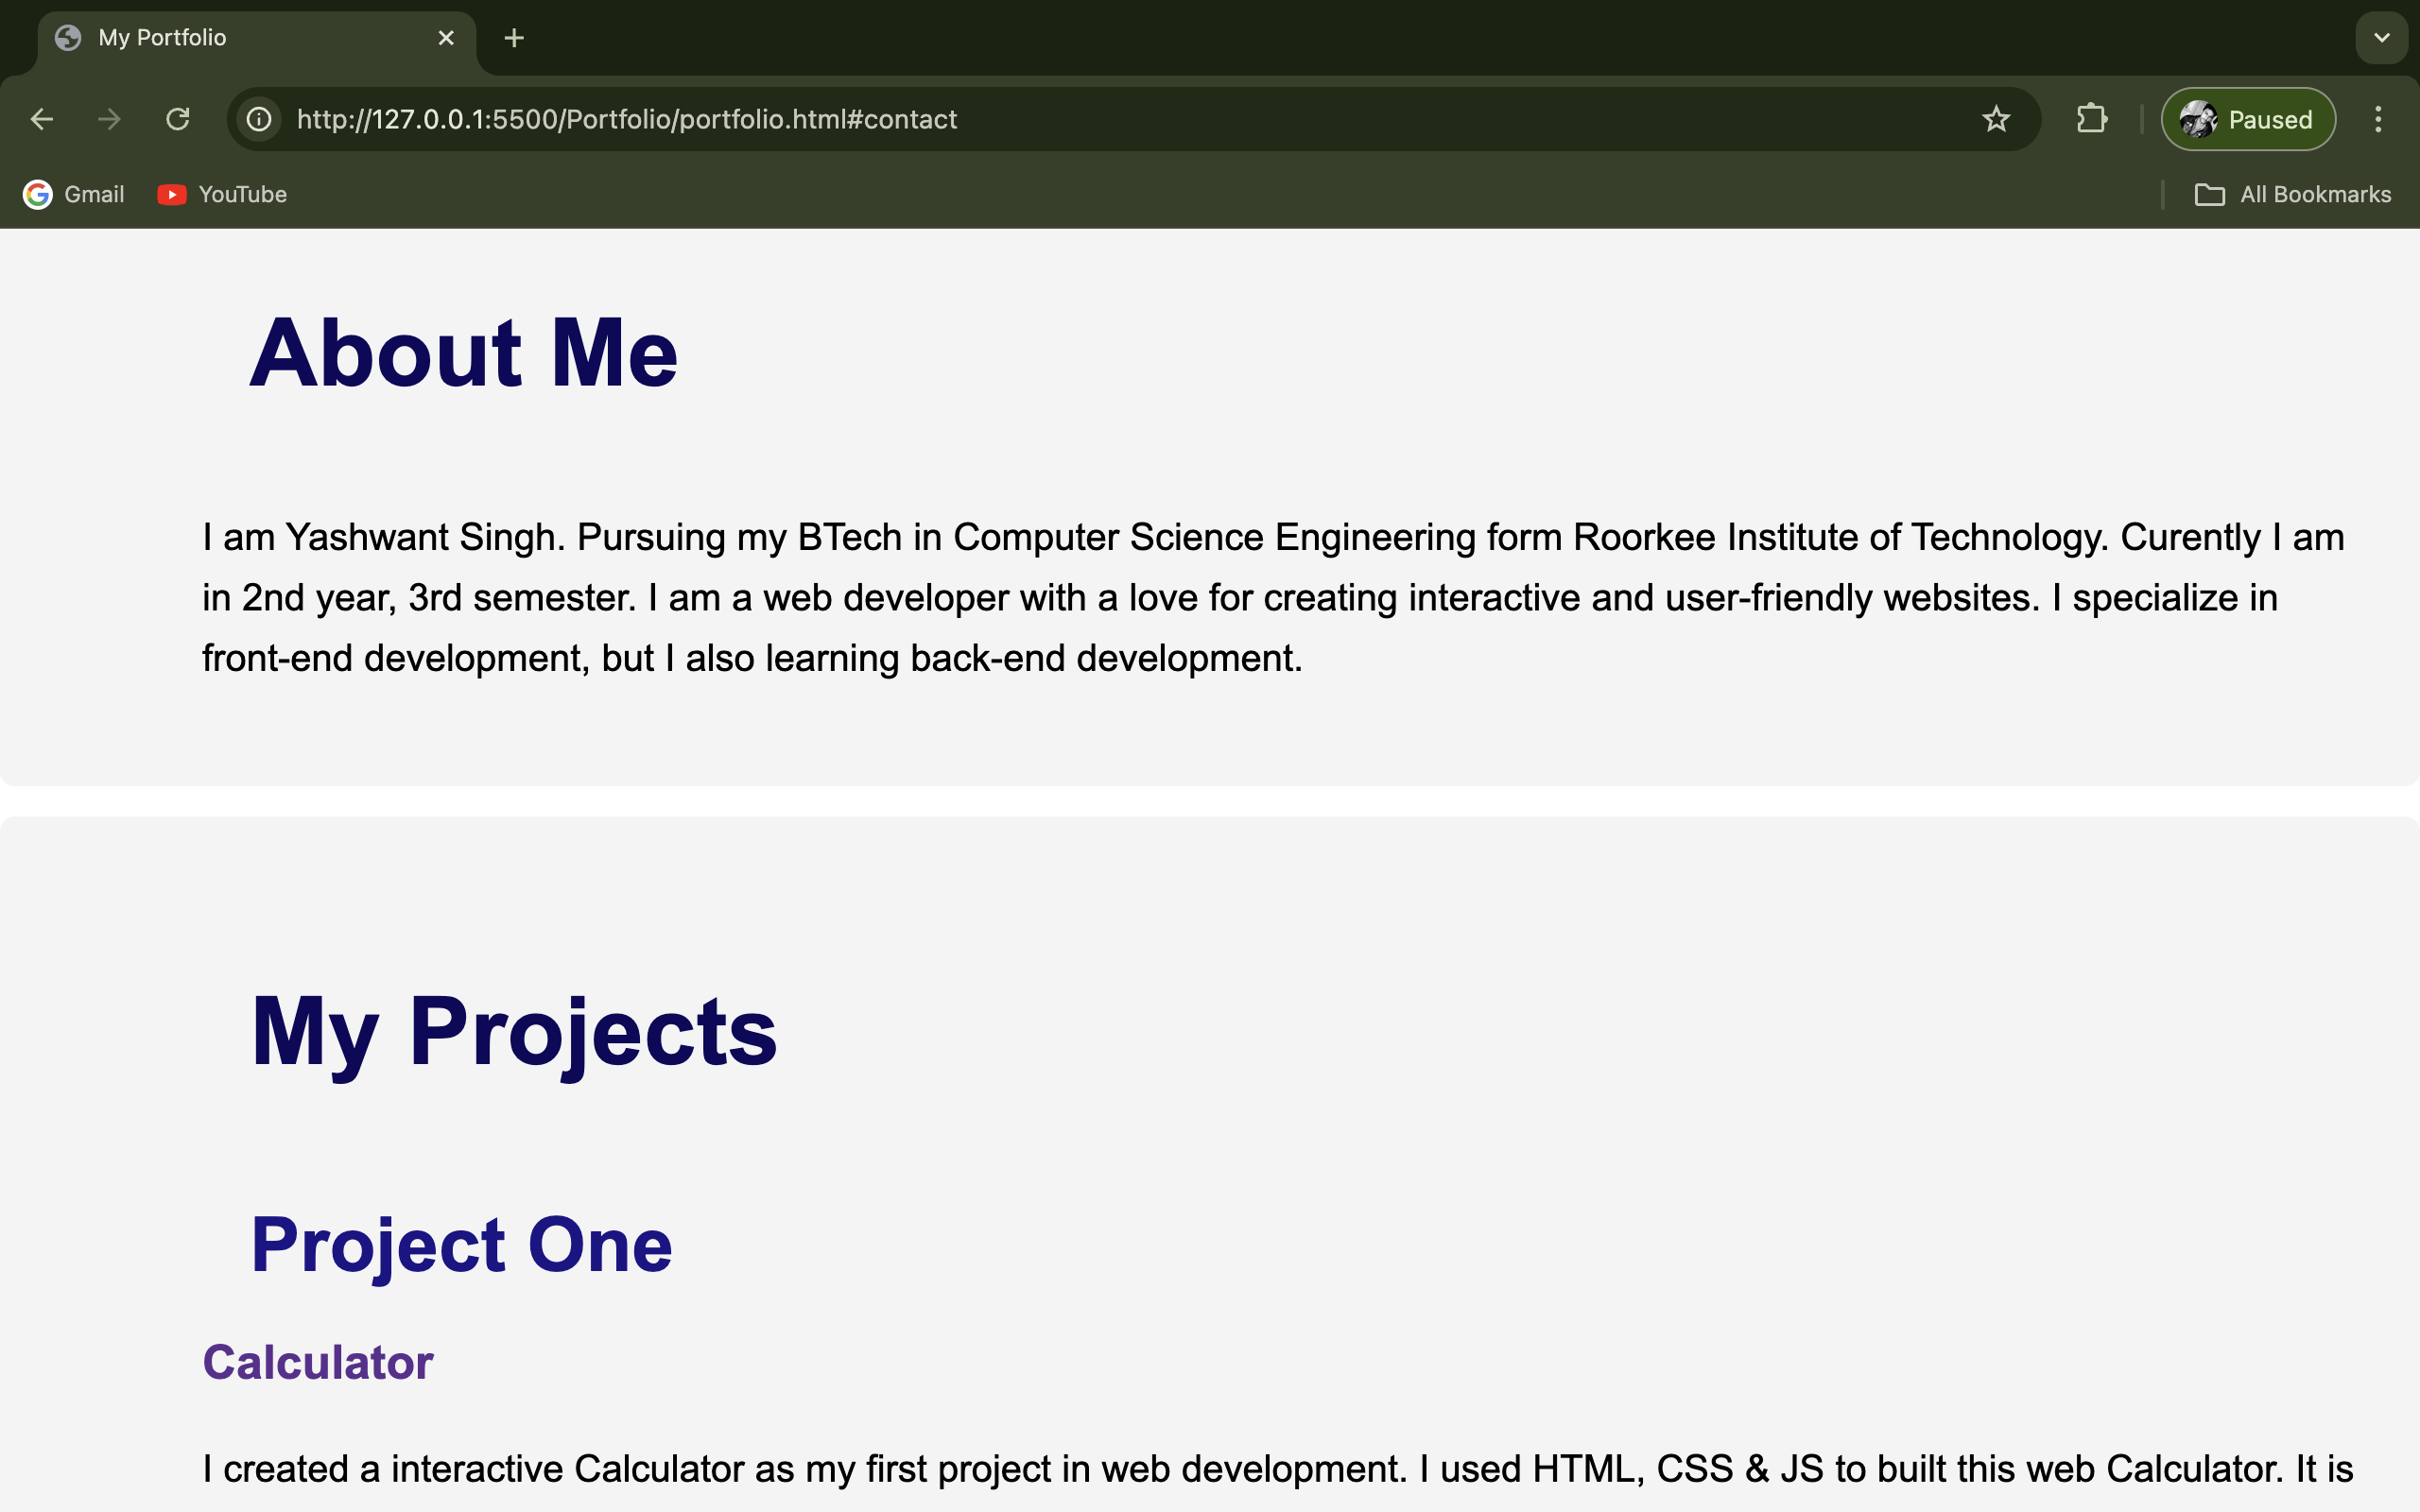 My Portfolio
http://127.0.0.1:5500/Portfolio/portfolio.html#contact
Paused
Gmail YouTube All Bookmarks
About Me
I am Yashwant Singh. Pursuing my BTech in Computer Science Engineering form Roorkee Institute of Technology. Curently I am
in 2nd year, 3rd semester. I am a web developer with a love for creating interactive and user-friendly websites. I specialize in
front-end development, but I also learning back-end development.
My Projects
Project One
Calculator
I created a interactive Calculator as my first project in web development. I used HTML, CSS & JS to built this web Calculator. It is